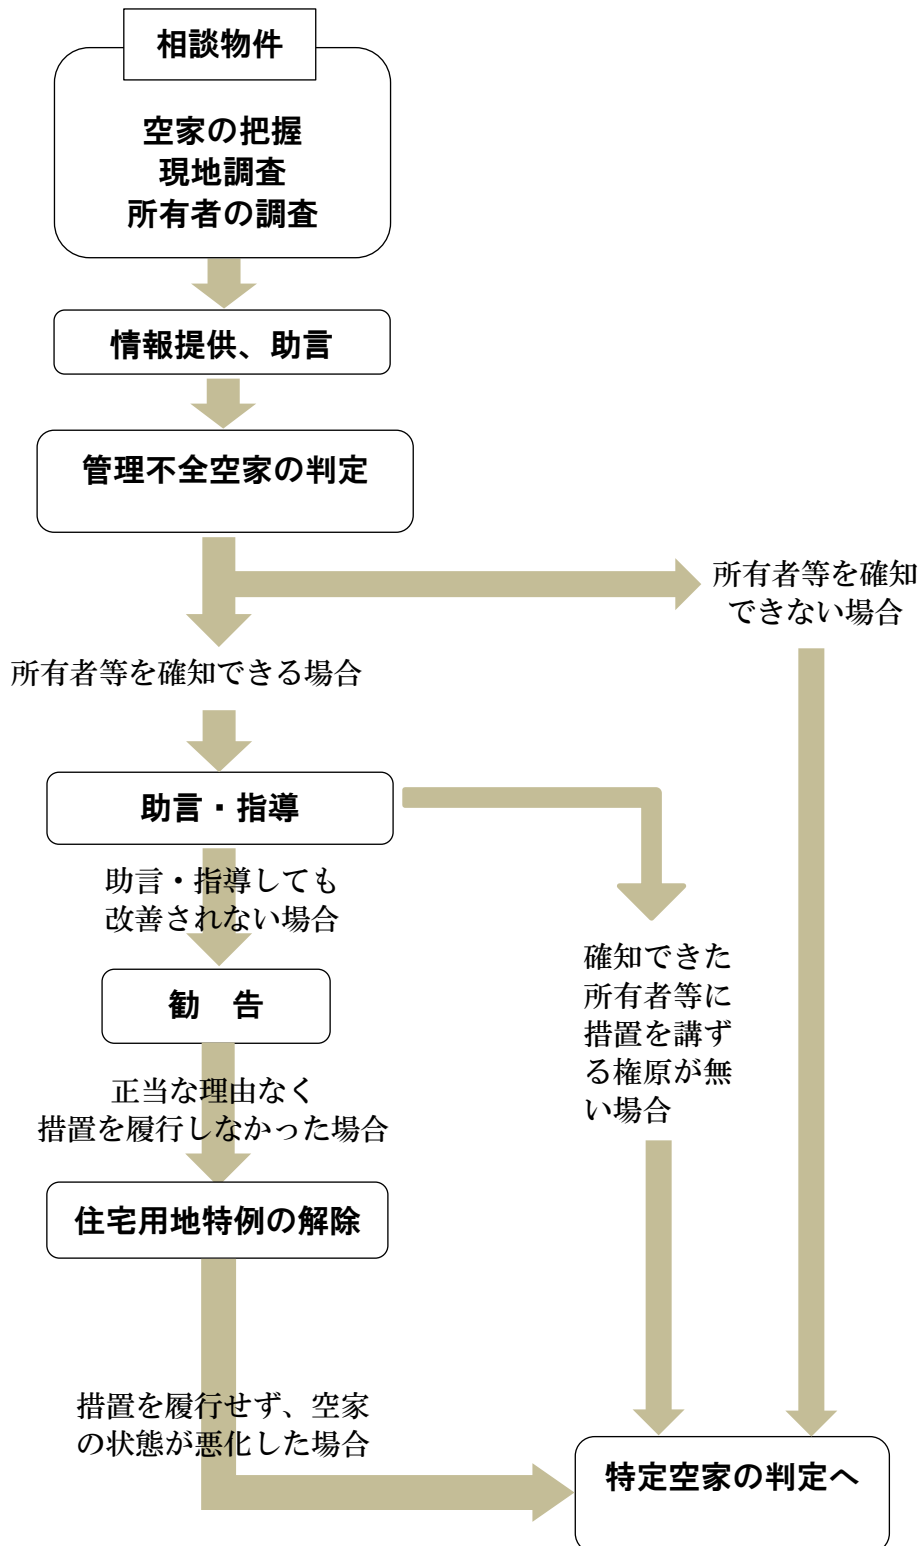 相談物件
空家の把握
現地調査
所有者の調査
情報提供、助言
管理不全空家の判定
所有者等を確知
できない場合
所有者等を確知できる場合
助言・指導
助言・指導しても
改善されない場合
確知できた
所有者等に
措置を講ず
る権原が無
い場合
勧　告
正当な理由なく
措置を履行しなかった場合
住宅用地特例の解除
措置を履行せず、空家
の状態が悪化した場合
特定空家の判定へ